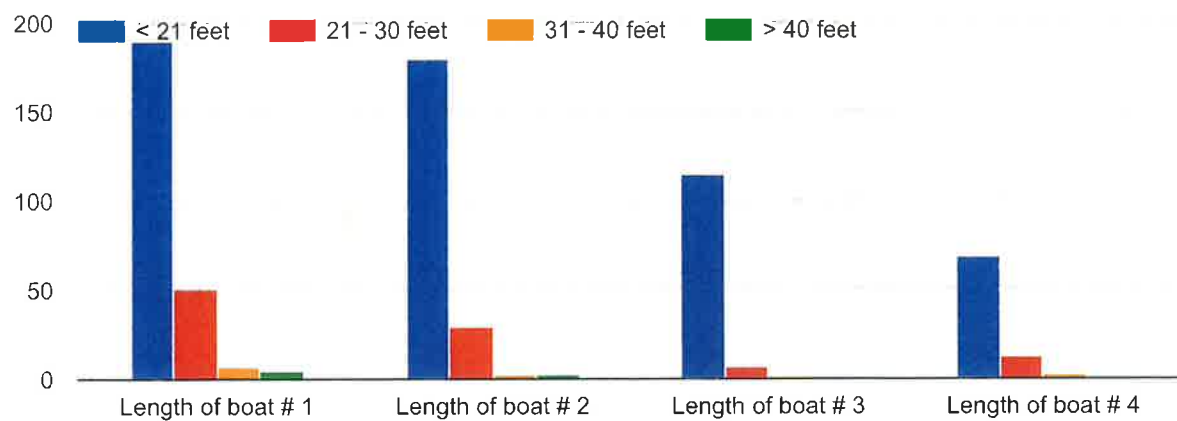 200
< 21 feet
21 - 30 feet
31 - 40 feet
> 40 feet
150
100
50
0
Length of boat # 1
Length of boat # 2
Length of boat # 3
Length of boat # 4